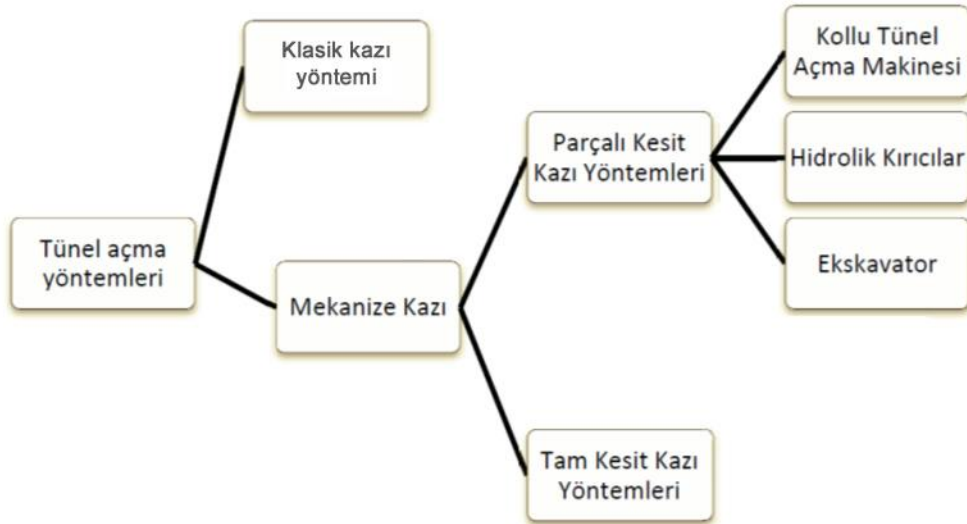 Klasik kazı
yöntemi
Kollu Tünel
Açma Makinesi
Parçalı Kesit
Kazı Yöntemleri
Hidrolik Kırıcılar
Tünel açma
yöntemleri
Ekskavator
Mekanize Kazı
Tam Kesit Kazı
Yöntemleri